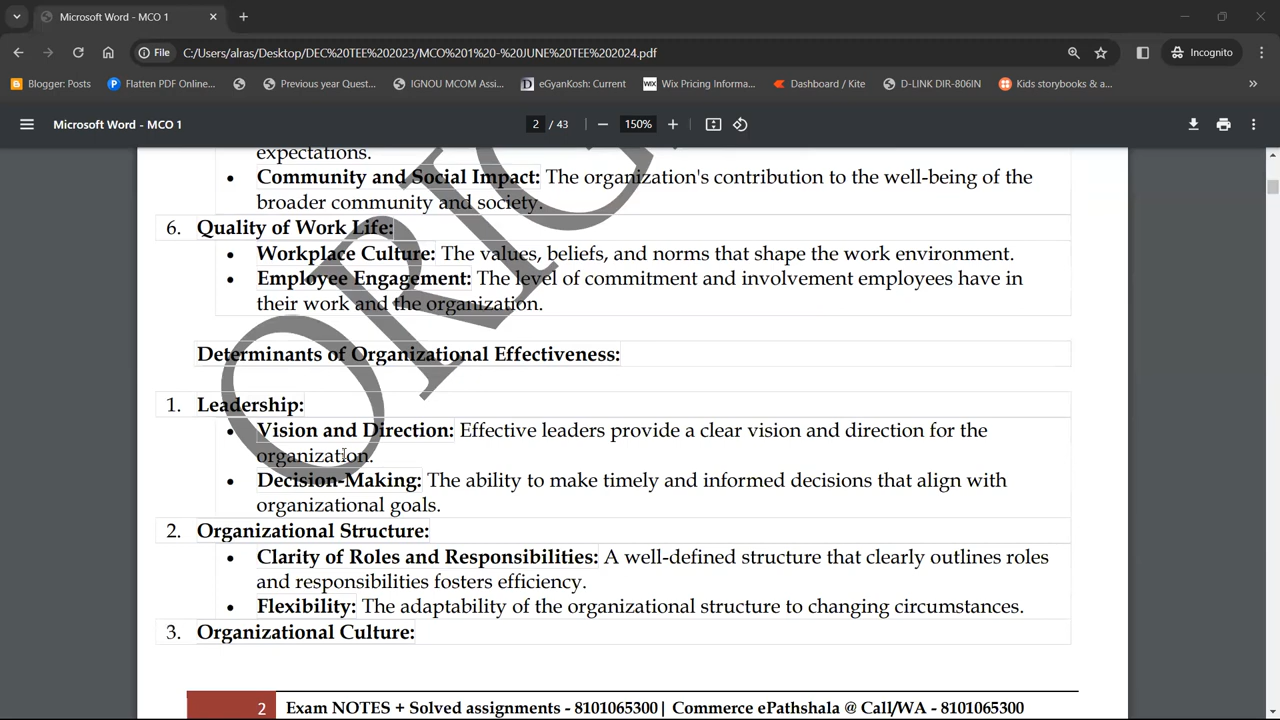 Microsoft Word - MCO 1
File
C:/Users/alras/Desktop/DEC%20TEE%202023/MCO%201%20-%20JUNE%20TEE%202024.pdf
Incognito
Blogger: Posts
Flatten PDF Online...
Previous year Quest...
IGNOU MCOM Assi...
eGyanKosh: Current
WIX Wix Pricing Informa...
Dashboard / Kite
D-LINK DIR-806IN
Kids storybooks & a...
Microsoft Word - MCO 1
2 / 43
150%
expectations.
• Community and Social Impact: The organization's contribution to the well-being of the
broader community and society.
6. Quality of Work Life:
• Workplace Culture: The values, beliefs, and norms that shape the work environment.
• Employee Engagement: The level of commitment and involvement employees have in
their work and the organization.
Determinants of Organizational Effectiveness:
1. Leadership:
• Vision and Direction: Effective leaders provide a clear vision and direction for the
organization.
• Decision-Making: The ability to make timely and informed decisions that align with
organizational goals.
2. Organizational Structure:
• Clarity of Roles and Responsibilities: A well-defined structure that clearly outlines roles
and responsibilities fosters efficiency.
• Flexibility: The adaptability of the organizational structure to changing circumstances.
3. Organizational Culture:
2 Exam NOTES + Solved assignments - 8101065300| Commerce ePathshala @ Call/WA - 8101065300